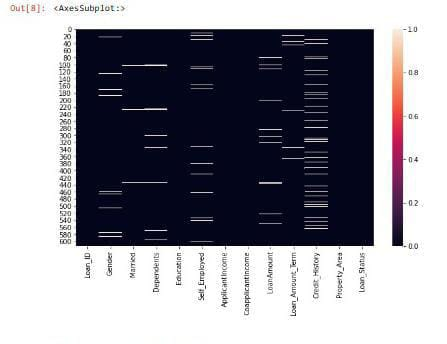 Out[8]: <AxesSubplot:>
0
20
40
60
80
100
120
140
160
180
200
220
240
260
280
300
320
340
360
380
400
420
440
460
480
500
520
540
560
580
600
1.0
0.8
0.6
0.4
0.2
0.0
Loan_ID
Gender
Married
Dependents
Education
Self_Employed
ApplicantIncome
CoapplicantIncome
LoanAmount
Loan_Amount_Term
Credit_History
Property_Area
Loan_Status